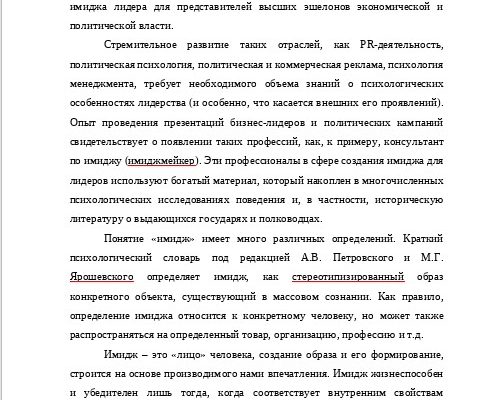 имиджа лидера для представителей высших эшелонов экономической и
политической власти.
Стремительное развитие таких отраслей, как PR-деятельность,
политическая психология, политическая и коммерческая реклама, психология
менеджмента, требует необходимого объема знаний о психологических
особенностях лидерства (и особенно, что касается внешних его проявлений).
Опыт проведения презентаций бизнес-лидеров и политических кампаний
свидетельствует о появлении таких профессий, как, к примеру, консультант
по имиджу (имиджмейкер). Эти профессионалы в сфере создания имиджа для
лидеров используют богатый материал, который накоплен в многочисленных
психологических исследованиях поведения и, в частности, историческую
литературу о выдающихся государях и полководцах.
Понятие «имидж» имеет много различных определений. Краткий
психологический словарь под редакцией А.В. Петровского и М.Г.
Ярошевского определяет имидж, как стереотипизированный образ
конкретного объекта, существующий в массовом сознании. Как правило,
определение имиджа относится к конкретному человеку, но может также
распространяться на определенный товар, организацию, профессию и т.д.
Имидж – это «лицо» человека, создание образа и его формирование,
строится на основе производимого нами впечатления. Имидж жизнеспособен
и убедителен лишь тогда, когда соответствует внутренним свойствам